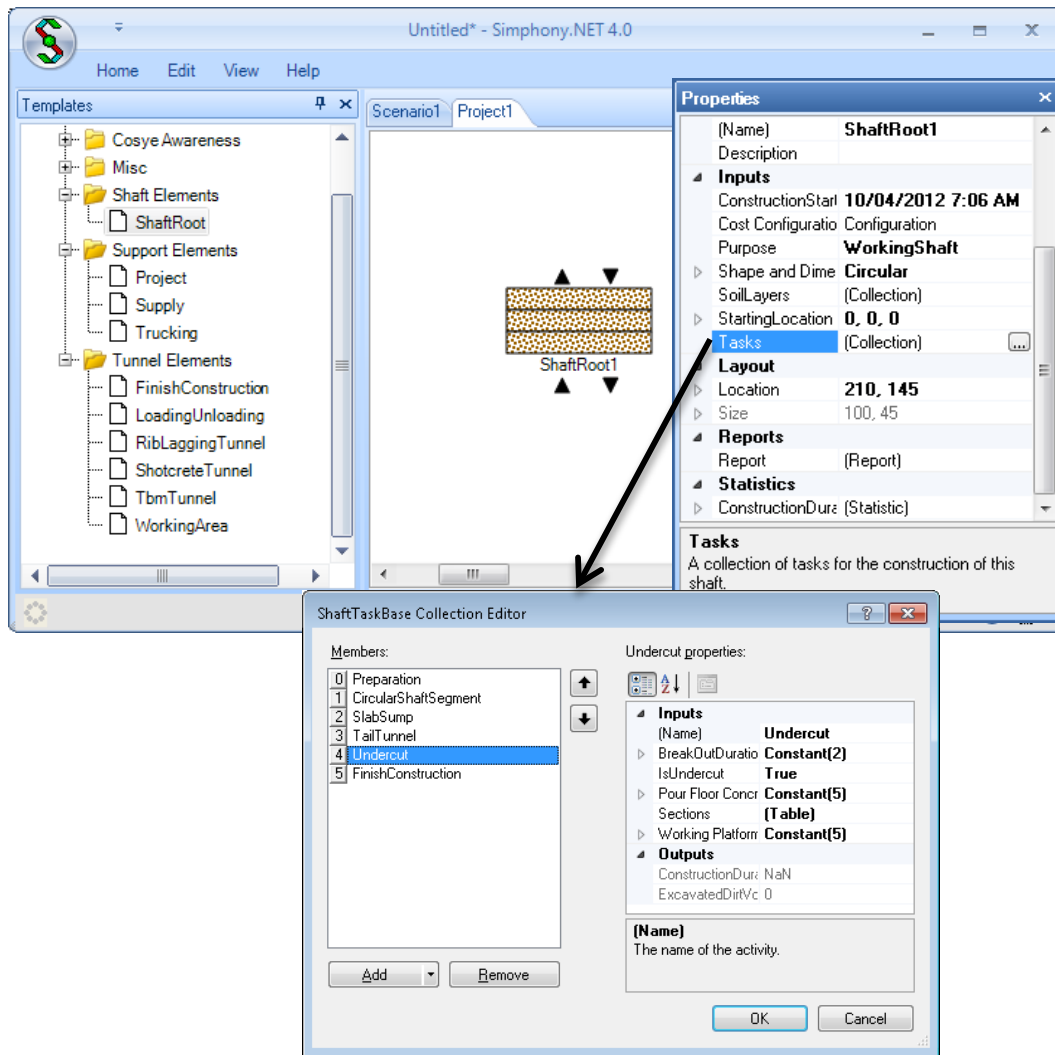 Untitled* - Simphony.NET 4.0
Home Edit View Help
Templates
Cosye Awareness
Misc
Shaft Elements
ShaftRoot
Support Elements
Project
Supply
Trucking
Tunnel Elements
FinishConstruction
LoadingUnloading
RibLaggingTunnel
ShotcreteTunnel
TbmTunnel
WorkingArea
Scenario1 Project1
ShaftRoot1
Properties
(Name) ShaftRoot1
Description
Inputs
ConstructionStart 10/04/2012 7:06 AM
Cost Configuratio Configuration
Purpose WorkingShaft
Shape and Dime Circular
SoilLayers (Collection)
StartingLocation 0, 0, 0
Tasks (Collection) ...
Layout
Location 210, 145
Size 100, 45
Reports
Report (Report)
Statistics
ConstructionDura (Statistic)
Tasks
A collection of tasks for the construction of this
shaft.
ShaftTaskBase Collection Editor
Members:
0 Preparation
1 CircularShaftSegment
2 SlabSump
3 TailTunnel
4 Undercut
5 FinishConstruction
Add Remove
Undercut properties:
Inputs
(Name) Undercut
BreakOutDuratio Constant(2)
IsUndercut True
Pour Floor Concr Constant(5)
Sections (Table)
Working Platform Constant(5)
Outputs
ConstructionDura NaN
ExcavatedDirtVo 0
(Name)
The name of the activity.
OK Cancel